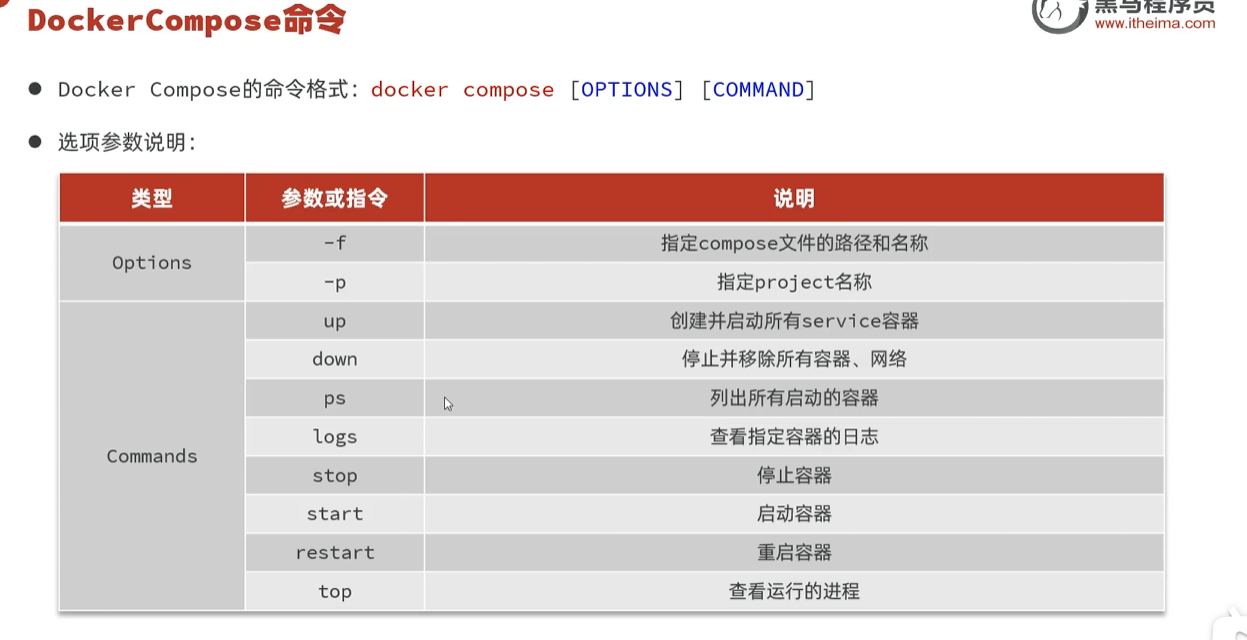 DockerCompose命令
黑马程序员
www.itheima.com
Docker Compose的命令格式：docker compose [OPTIONS] [COMMAND]
选项参数说明：
类型 参数或指令 说明
Options
-f 指定compose文件的路径和名称
-p 指定project名称
Commands
up 创建并启动所有service容器
down 停止并移除所有容器、网络
ps 列出所有启动的容器
logs 查看指定容器的日志
stop 停止容器
start 启动容器
restart 重启容器
top 查看运行的进程